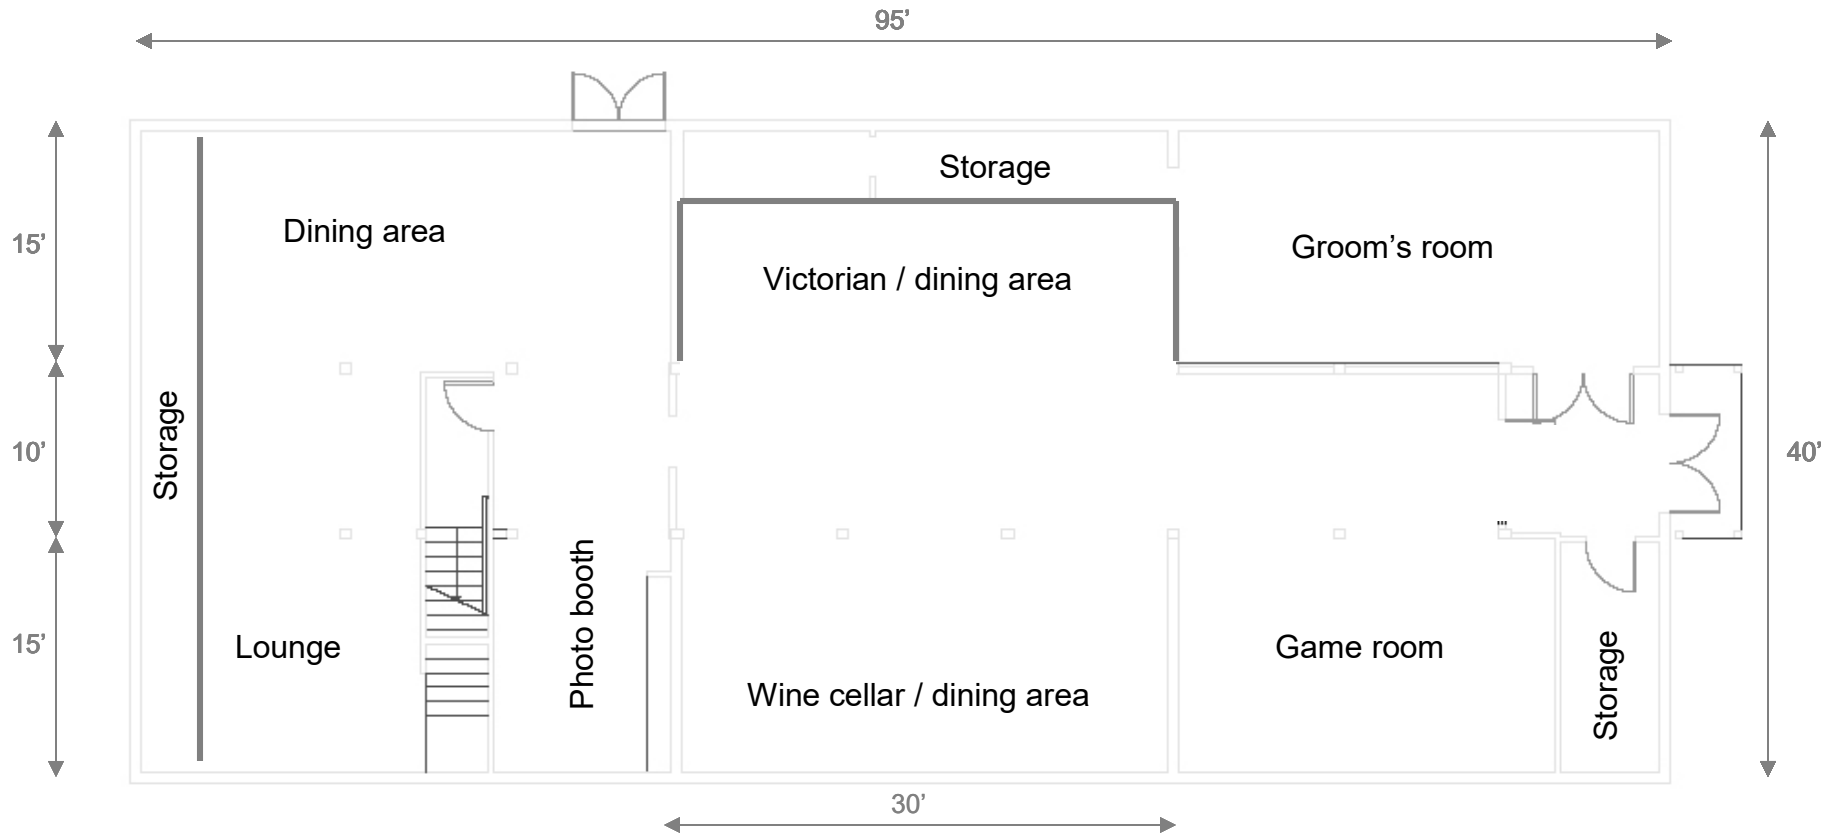 95’
Storage
15’
Dining area
Groom’s room
Victorian / dining area
Storage
10’
40’
Photo booth
15’
Lounge
Game room
Storage
Wine cellar / dining area
30’